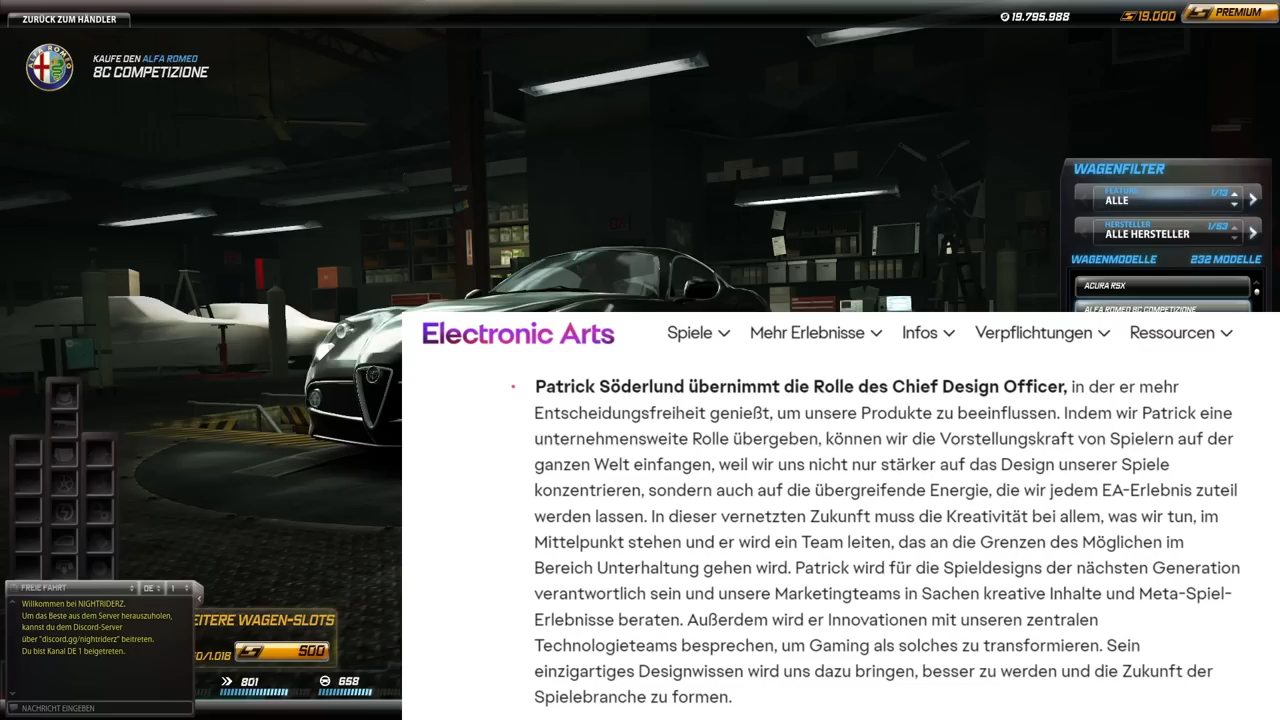 ZURÜCK ZUM HÄNDLER
19.795.988
19.000
PREMIUM
ALFA ROMEO
KAUFE DEN ALFA ROMEO
8C COMPETIZIONE
WAGENFILTER
FEATURE
1/13
ALLE
HERSTELLER
1/53
ALLE HERSTELLER
WAGENMODELLE
232 MODELLE
ACURA RSX
ALFA ROMEO 8C COMPETIZIONE
Electronic Arts
Spiele
Mehr Erlebnisse
Infos
Verpflichtungen
Ressourcen
Patrick Söderlund übernimmt die Rolle des Chief Design Officer, in der er mehr
Entscheidungsfreiheit genießt, um unsere Produkte zu beeinflussen. Indem wir Patrick eine
unternehmensweite Rolle übergeben, können wir die Vorstellungskraft von Spielern auf der
ganzen Welt einfangen, weil wir uns nicht nur stärker auf das Design unserer Spiele
konzentrieren, sondern auch auf die übergreifende Energie, die wir jedem EA-Erlebnis zuteil
werden lassen. In dieser vernetzten Zukunft muss die Kreativität bei allem, was wir tun, im
Mittelpunkt stehen und er wird ein Team leiten, das an die Grenzen des Möglichen im
Bereich Unterhaltung gehen wird. Patrick wird für die Spieldesigns der nächsten Generation
verantwortlich sein und unsere Marketingteams in Sachen kreative Inhalte und Meta-Spiel-
Erlebnisse beraten. Außerdem wird er Innovationen mit unseren zentralen
Technologieteams besprechen, um Gaming als solches zu transformieren. Sein
einzigartiges Designwissen wird uns dazu bringen, besser zu werden und die Zukunft der
Spielebranche zu formen.
FREIE FAHRT
DE
1
Willkommen bei NIGHTRIDERZ.
Um das Beste aus dem Server herauszuholen,
kannst du dem Discord-Server
über "discord.gg/nightriderz" beitreten.
Du bist Kanal DE 1 beigetreten.
NACHRICHT EINGEBEN
EITERE WAGEN-SLOTS
0/1.018
500
801
658